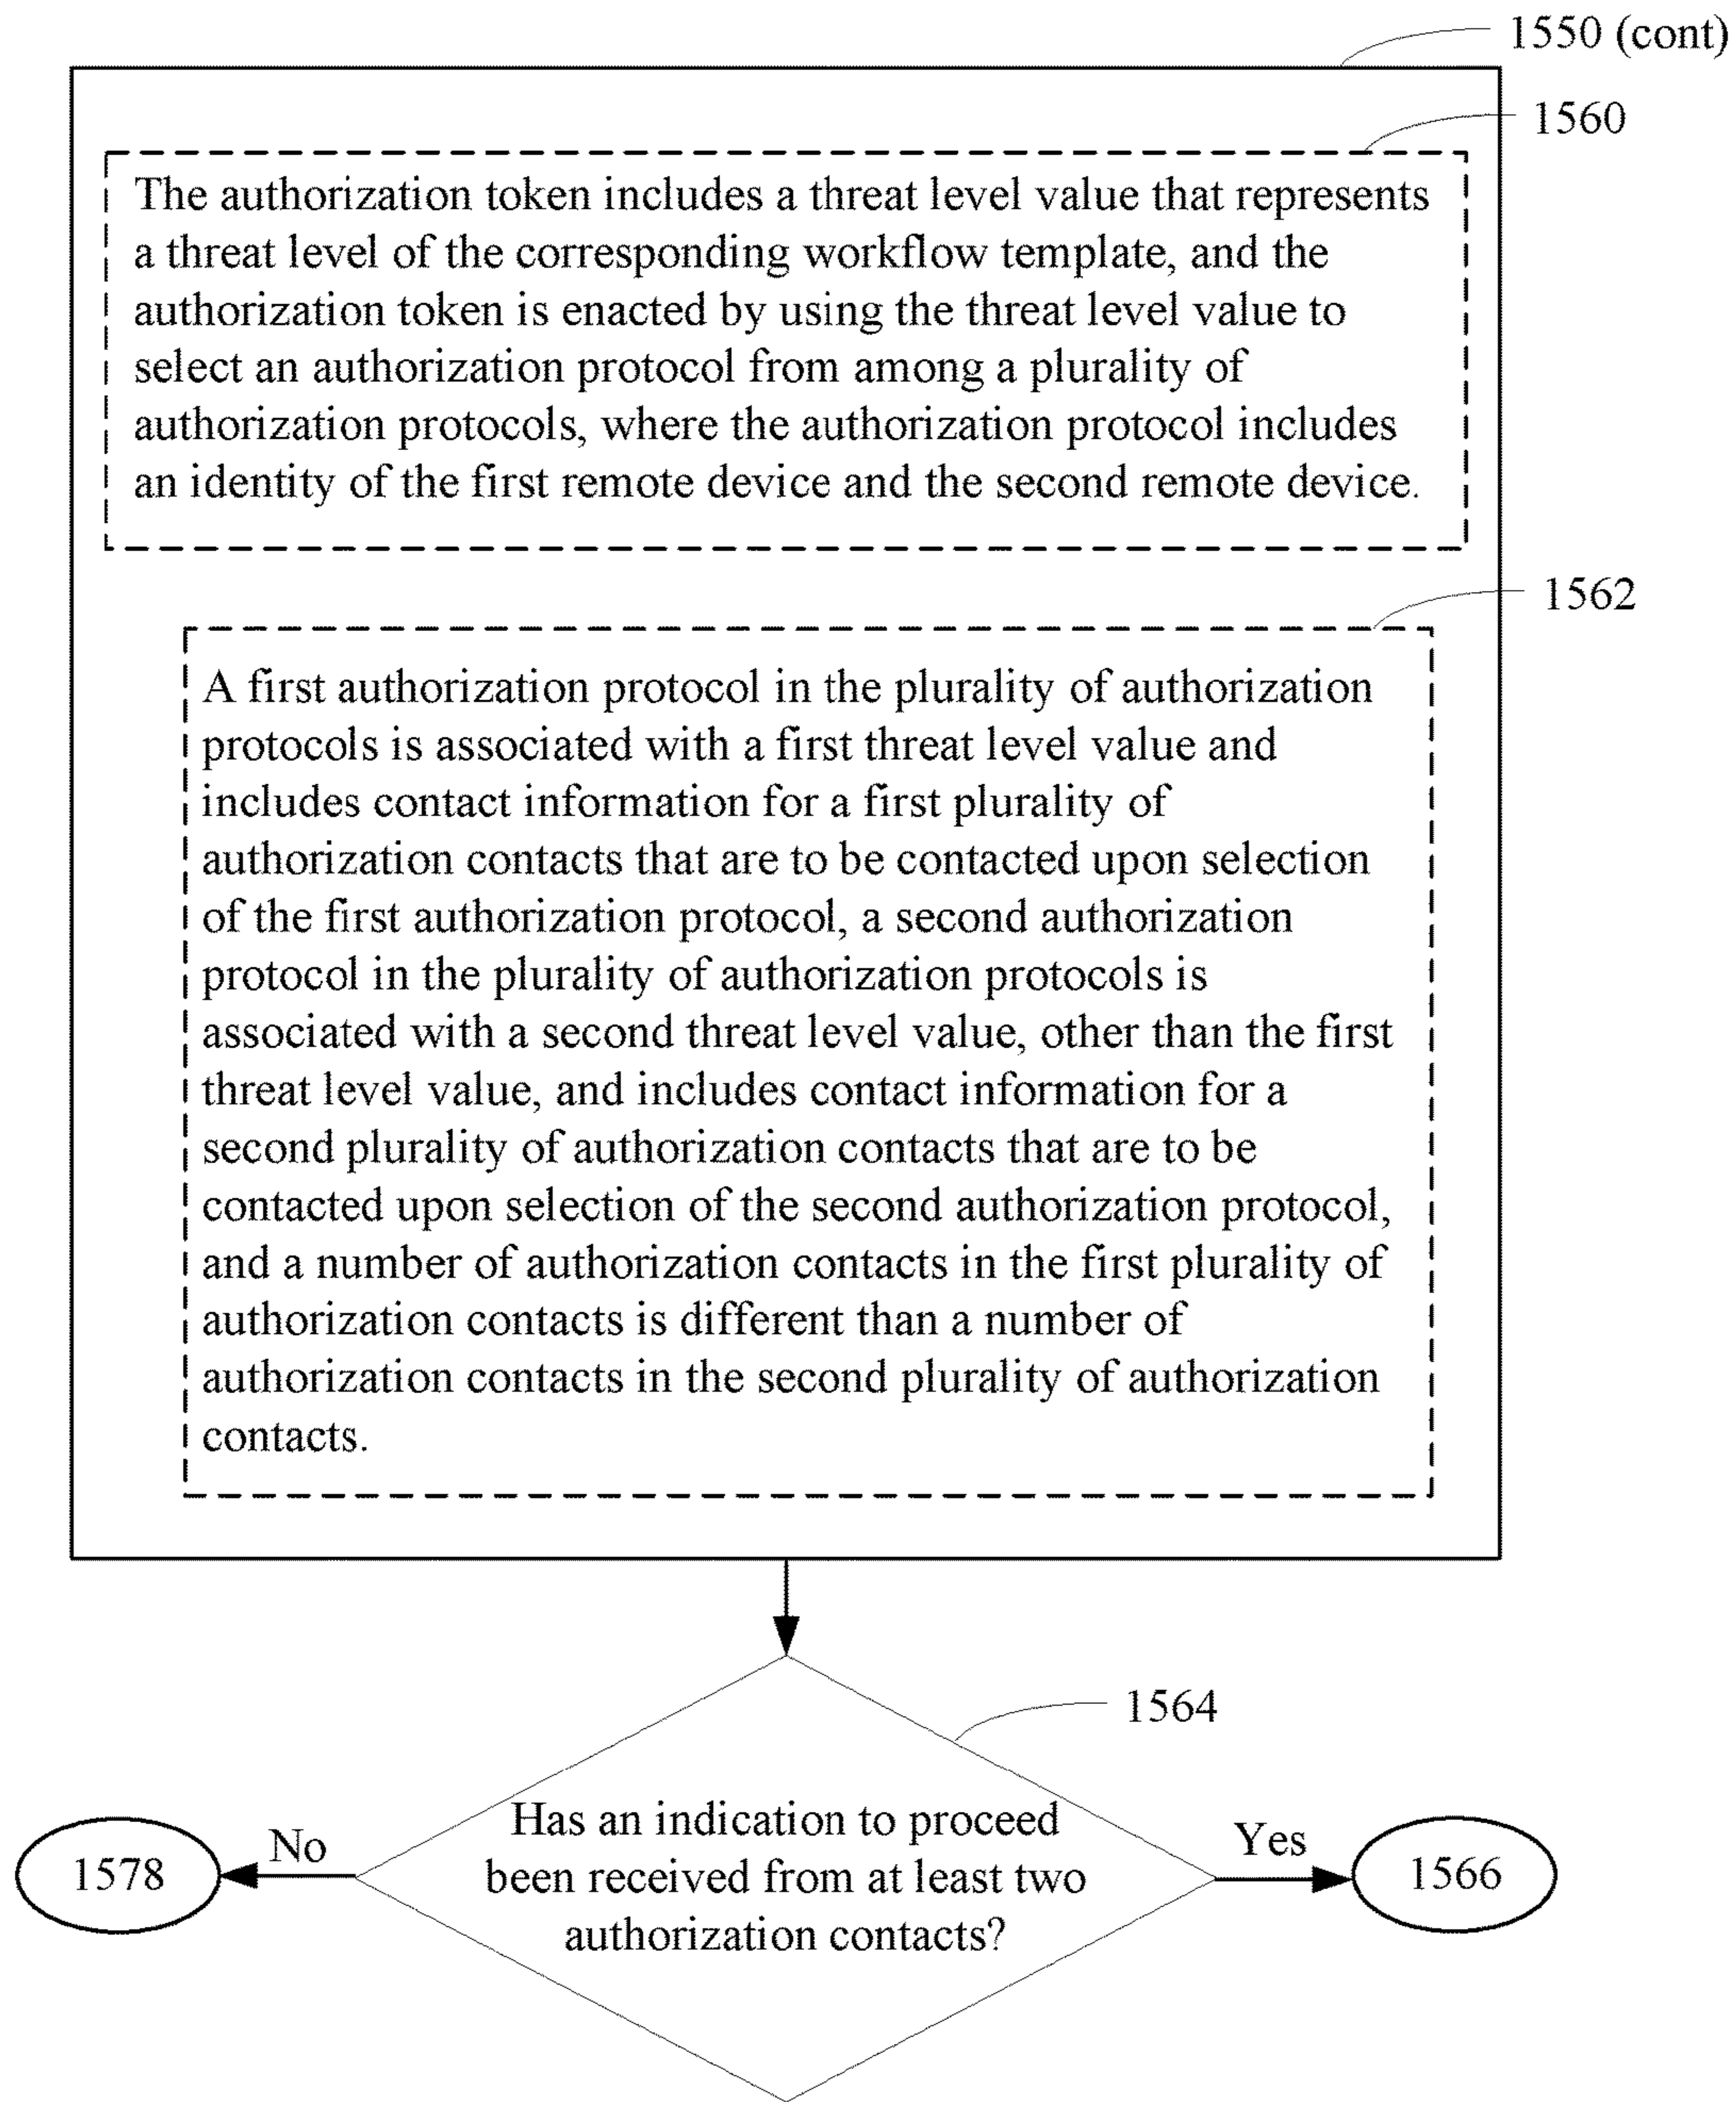 1550 (cont)
1560
The authorization token includes a threat level value that represents
a threat level of the corresponding workflow template, and the
authorization token is enacted by using the threat level value to
select an authorization protocol from among a plurality of
authorization protocols, where the authorization protocol includes
an identity of the first remote device and the second remote device.
1562
A first authorization protocol in the plurality of authorization
protocols is associated with a first threat level value and
includes contact information for a first plurality of
authorization contacts that are to be contacted upon selection
of the first authorization protocol, a second authorization
protocol in the plurality of authorization protocols is
associated with a second threat level value, other than the first
threat level value, and includes contact information for a
second plurality of authorization contacts that are to be
contacted upon selection of the second authorization protocol,
and a number of authorization contacts in the first plurality of
authorization contacts is different than a number of
authorization contacts in the second plurality of authorization
contacts.
1564
Has an indication to proceed
been received from at least two
authorization contacts?
No
1578
Yes
1566